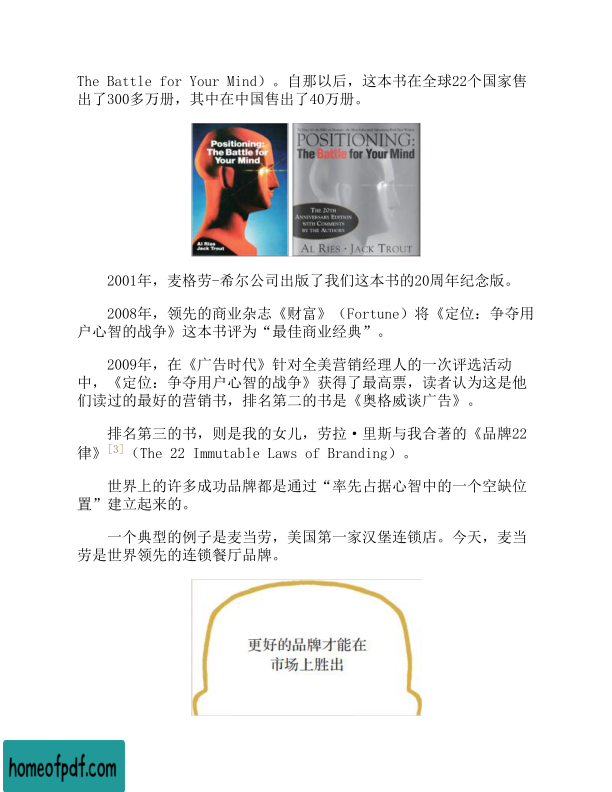 The Battle for Your Mind）。自那以后，这本书在全球22个国家售
出了300多万册，其中在中国售出了40万册。
Positioning:
The Battle for
Your Mind
Al Ries
Jack Trout
POSITIONING:
The Battle for Your Mind
THE 20TH
ANNIVERSARY EDITION
WITH COMMENTS
BY THE AUTHORS
AL RIES · JACK TROUT
2001年，麦格劳-希尔公司出版了我们这本书的20周年纪念版。
2008年，领先的商业杂志《财富》（Fortune）将《定位：争夺用
户心智的战争》这本书评为“最佳商业经典”。
2009年，在《广告时代》针对全美营销经理人的一次评选活动
中，《定位：争夺用户心智的战争》获得了最高票，读者认为这是他
们读过的最好的营销书，排名第二的书是《奥格威谈广告》。
排名第三的书，则是我的女儿，劳拉·里斯与我合著的《品牌22
律》[3]（The 22 Immutable Laws of Branding）。
世界上的许多成功品牌都是通过“率先占据心智中的一个空缺位
置”建立起来的。
一个典型的例子是麦当劳，美国第一家汉堡连锁店。今天，麦当
劳是世界领先的连锁餐厅品牌。
更好的品牌才能在
市场上胜出
homeofpdf.com